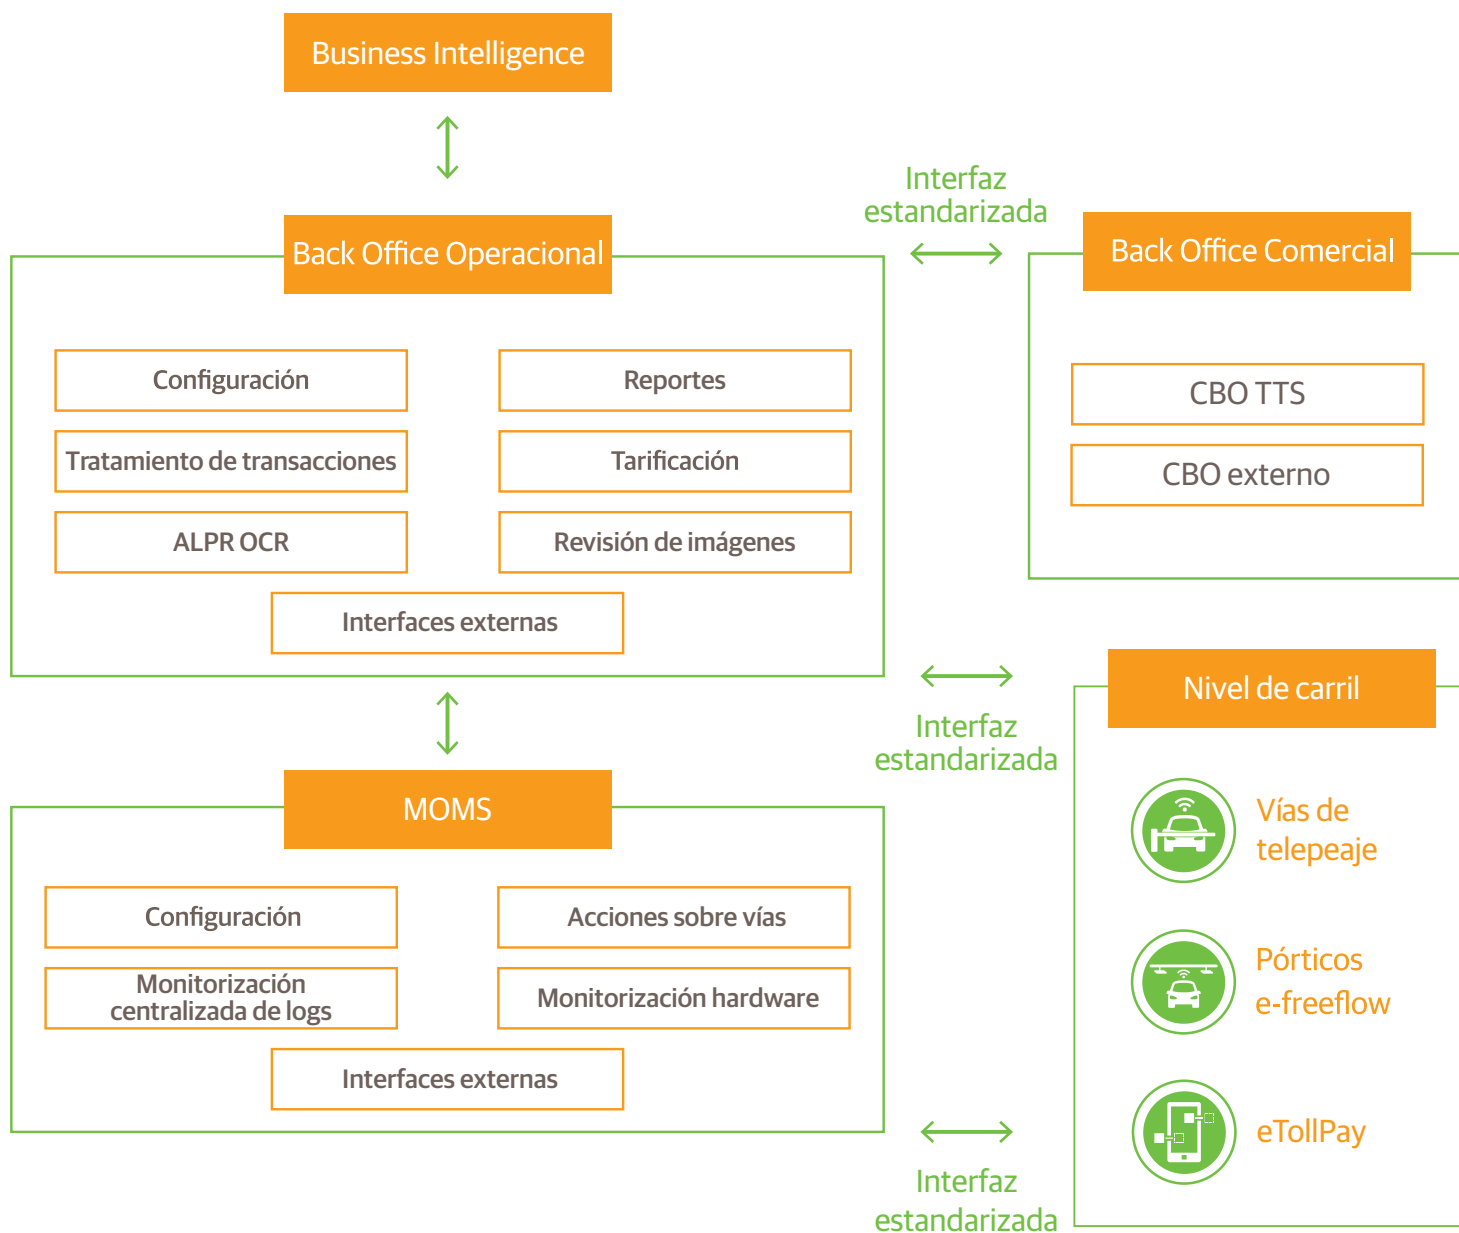 Business Intelligence
Interfaz
estandarizada
Back Office Operacional
Back Office Comercial
Configuración
Reportes
Tratamiento de transacciones
Tarificación
ALPR OCR
Revisión de imágenes
Interfaces externas
CBO TTS
CBO externo
Interfaz
estandarizada
Nivel de carril
MOMS
Configuración
Acciones sobre vías
Monitorización
centralizada de logs
Monitorización hardware
Interfaces externas
Vías de
telepeaje
Pórticos
e-freeflow
eTollPay
Interfaz
estandarizada